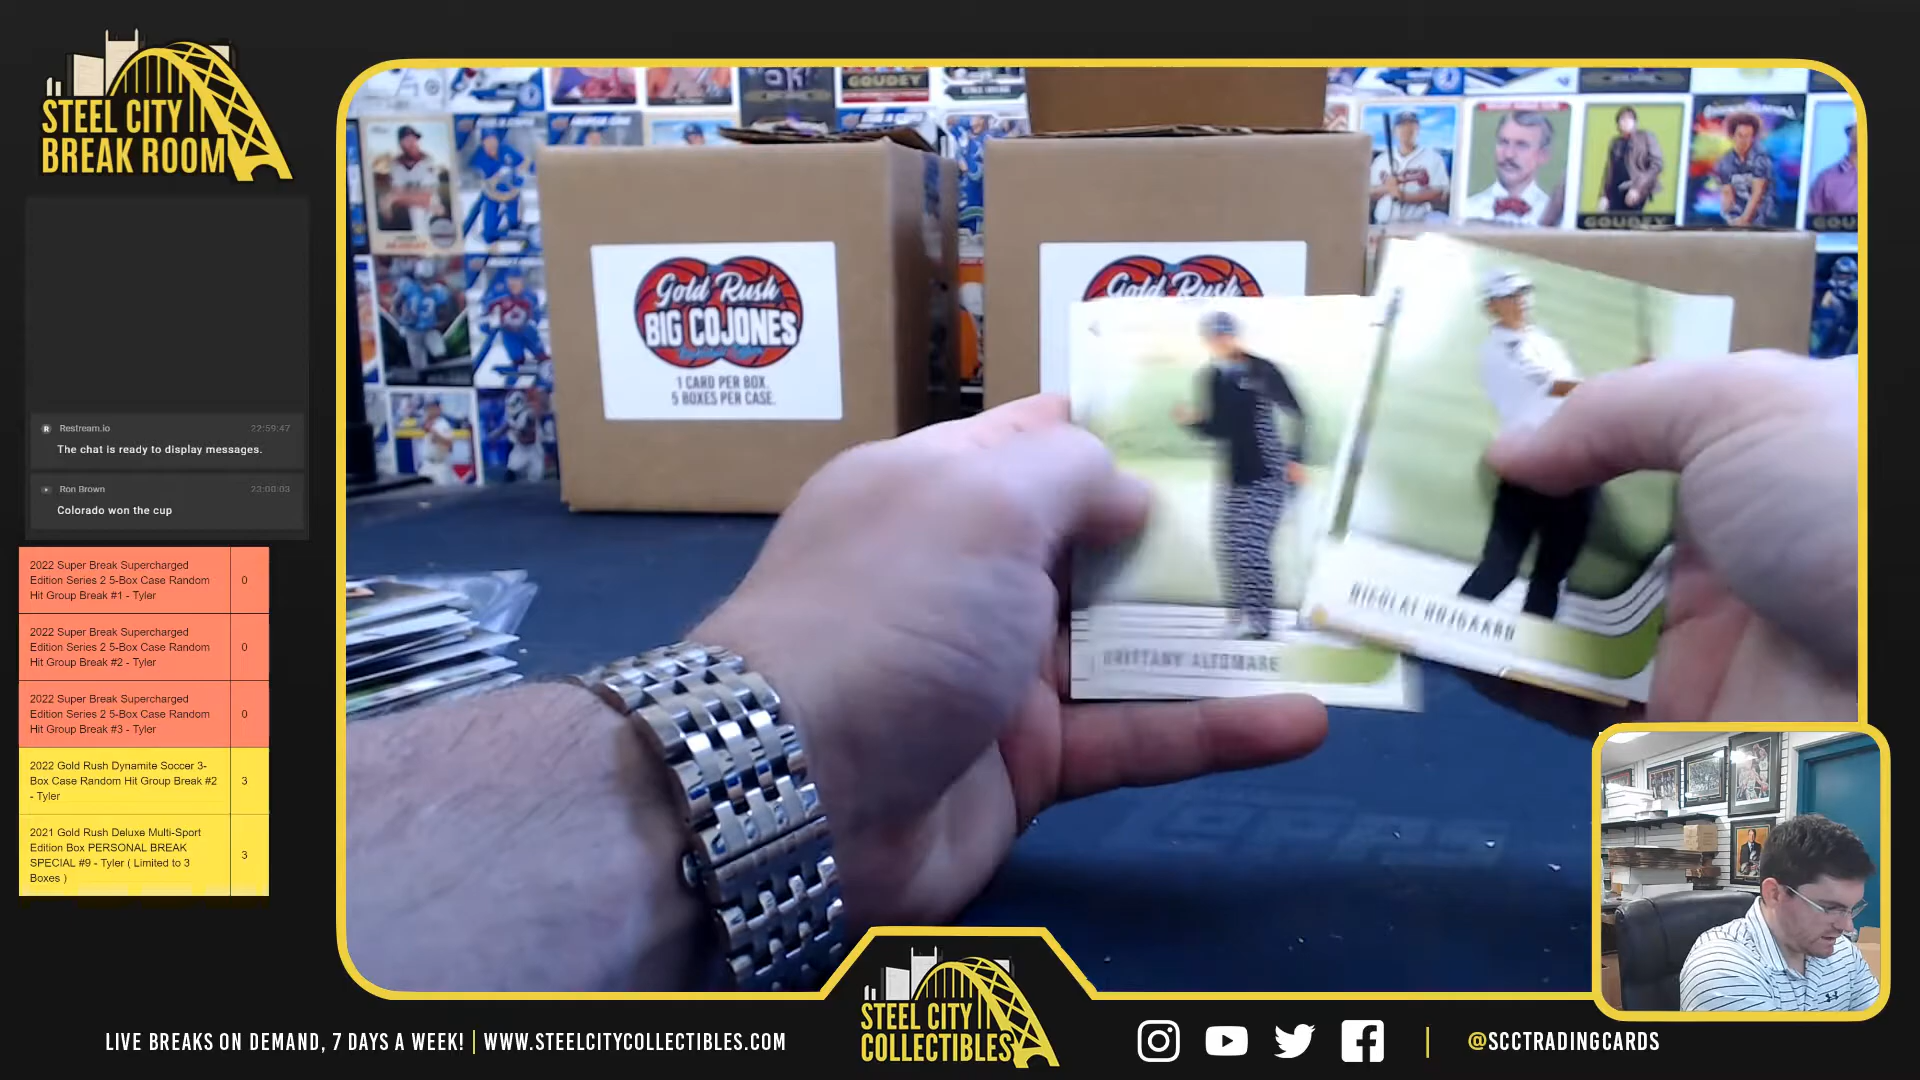 STEEL CITY
BREAK ROOM
Restream.io
22:59:47
The chat is ready to display messages.
Ron Brown
23:00:03
Colorado won the cup
2022 Super Break Supercharged
Edition Series 2 5-Box Case Random
Hit Group Break #1 - Tyler
0
2022 Super Break Supercharged
Edition Series 2 5-Box Case Random
Hit Group Break #2 - Tyler
0
2022 Super Break Supercharged
Edition Series 2 5-Box Case Random
Hit Group Break #3 - Tyler
0
2022 Gold Rush Dynamite Soccer 3-
Box Case Random Hit Group Break #2
- Tyler
3
2021 Gold Rush Deluxe Multi-Sport
Edition Box PERSONAL BREAK
SPECIAL #9 - Tyler ( Limited to 3
Boxes )
3
GOUDEY
GOUDEY
GOU
Gold Rush
BIG COJONES
1 CARD PER BOX.
5 BOXES PER CASE.
Gold Rush
BRITTANY ALTOMARE
NICOLAI HOJGAARD
Topps
STEEL CITY
COLLECTIBLES
LIVE BREAKS ON DEMAND, 7 DAYS A WEEK! | WWW.STEELCITYCOLLECTIBLES.COM
@SCCTRADINGCARDS